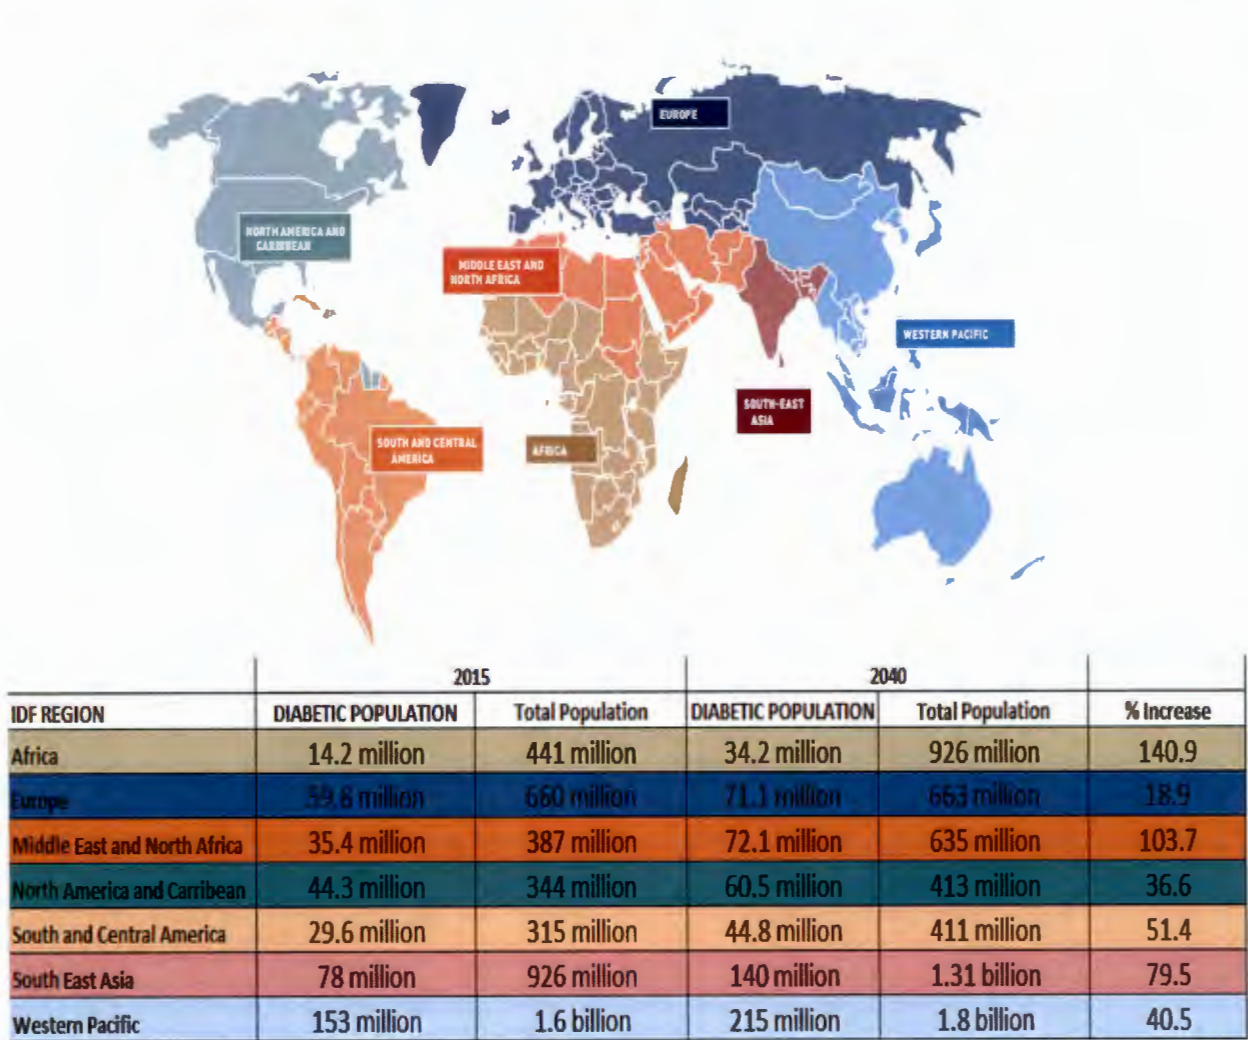 EUROPE
NORTH AMERICA AND
CARIBBEAN
MIDDLE EAST AND
NORTH AFRICA
WESTERN PACIFIC
SOUTH-EAST
ASIA
SOUTH AND CENTRAL
AMERICA
AFRICA
2015 2040
IDF REGION DIABETIC POPULATION Total Population DIABETIC POPULATION Total Population % Increase
Africa 14.2 million 441 million 34.2 million 926 million 140.9
Europe 59.8 million 660 million 71.1 million 663 million 18.9
Middle East and North Africa 35.4 million 387 million 72.1 million 635 million 103.7
North America and Carribean 44.3 million 344 million 60.5 million 413 million 36.6
South and Central America 29.6 million 315 million 44.8 million 411 million 51.4
South East Asia 78 million 926 million 140 million 1.31 billion 79.5
Western Pacific 153 million 1.6 billion 215 million 1.8 billion 40.5